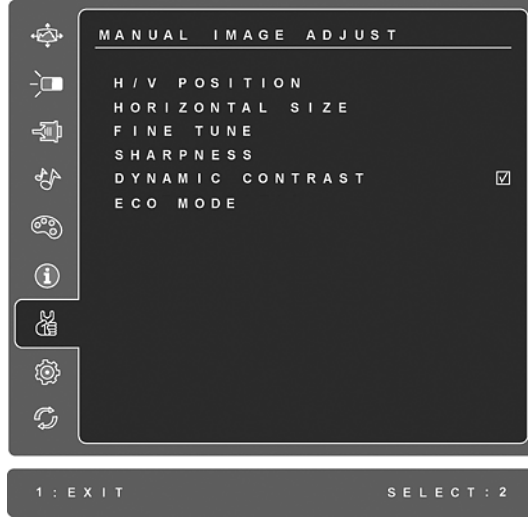 MANUAL IMAGE ADJUST
H/V POSITION
HORIZONTAL SIZE
FINE TUNE
SHARPNESS
DYNAMIC CONTRAST
ECO MODE
1:EXIT SELECT:2